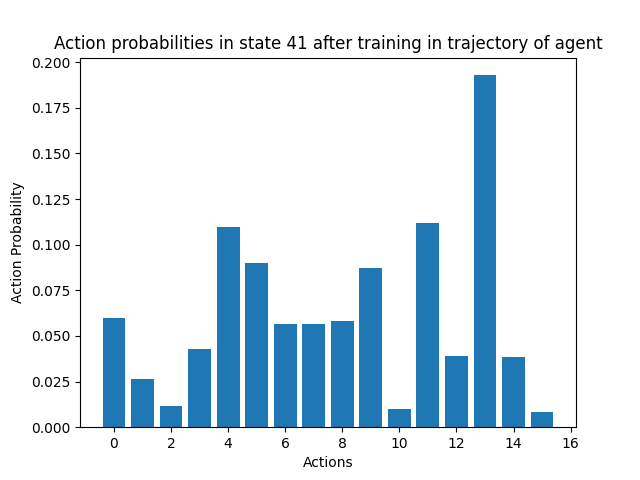 Action probabilities in state 41 after training in trajectory of agent
0.200
0.175
0.150
0.125
0.100
0.075
0.050
0.025
0.000
Action Probability
0 2 4 6 8 10 12 14 16
Actions